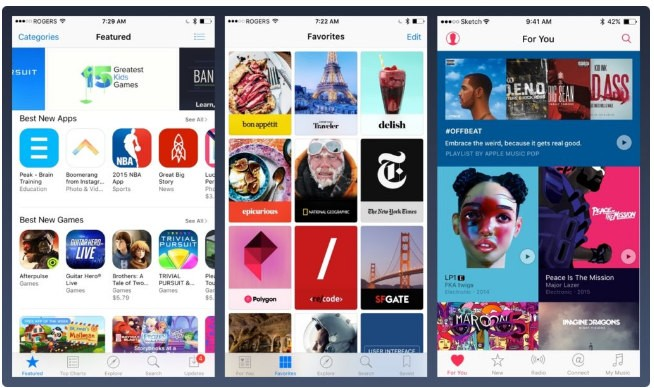 ROGERS 7:29 AM
Categories Featured
SUIT
15 Greatest
Kids
Games
BAN
Learn,
Best New Apps See All >
Peak - Brain
Training
Education
Boomerang
from Instagr...
Photo & Vid...
NBA
2015 NBA
App
Sports
Great Big
Story
News
Best New Games See All >
GUITAR HERO
LIVE
TRIVIAL
PURSUIT
Afterpulse
Games
Guitar Hero®
Live
Games
Brothers: A
Tale of Two...
Games
$5.79
TRIVIAL
PURSUIT &...
Games
Featured Top Charts Explore Search Updates
4
ROGERS 7:22 AM
Favorites Edit
bon appétit
Traveler
delish
epicurious
NATIONAL GEOGRAPHIC
The New York Times
Polygon
<re/code>
SFGATE
USER INTERFACE
For You Favorites Explore Search Saved
Sketch 9:41 AM 42%
For You
#OFFBEAT
Embrace the weird, because it gets real good.
PLAYLIST BY APPLE MUSIC POP
LP1 E
FKA twigs
Electronic · 2014
PEACE IS THE MISSION
Peace Is The Mission
Major Lazer
Electronic · 2015
MAROON 5
IMAGINE DRAGONS
For You New Radio Connect My Music